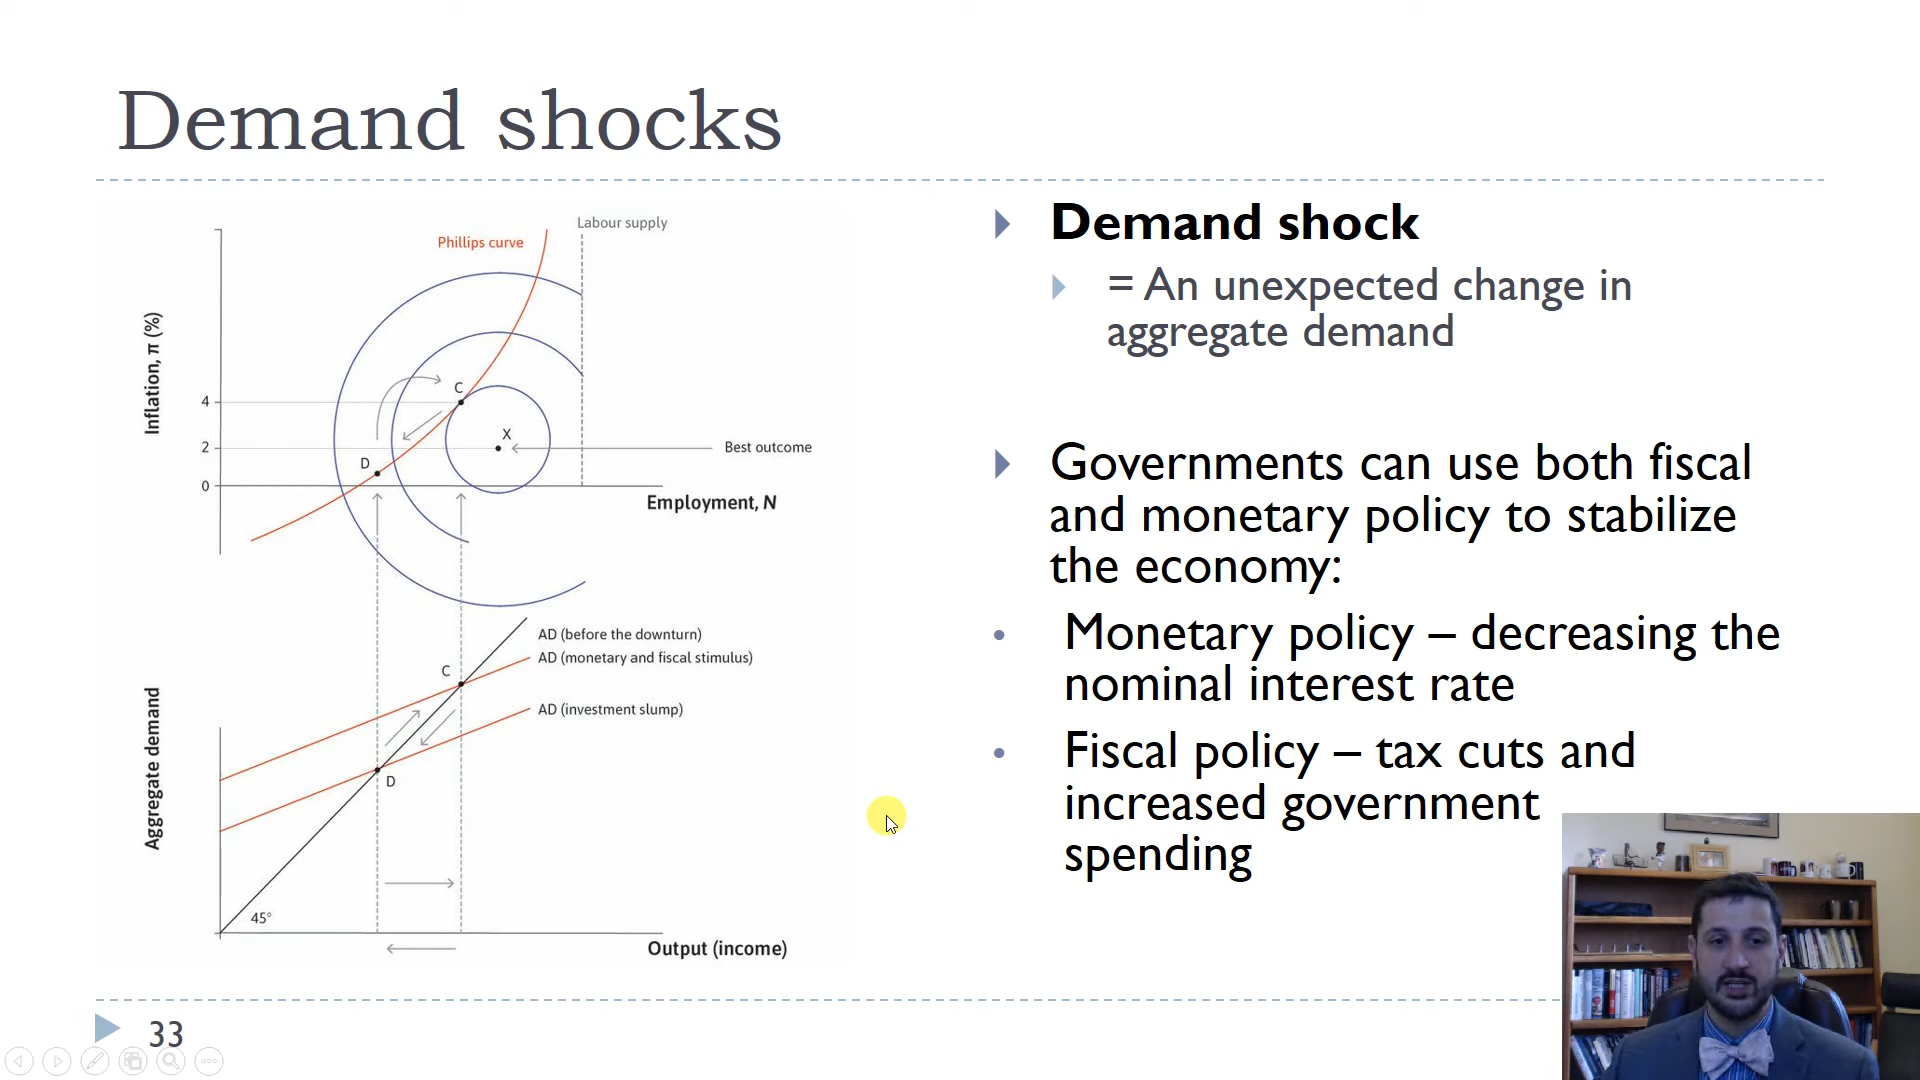 Demand shocks
Labour supply
Phillips curve
Inflation, π (%)
4
2
0
C
X
D
Best outcome
Employment, N
AD (before the downturn)
AD (monetary and fiscal stimulus)
AD (investment slump)
C
D
Aggregate demand
45°
Output (income)
Demand shock
= An unexpected change in
aggregate demand
Governments can use both fiscal
and monetary policy to stabilize
the economy:
• Monetary policy – decreasing the
nominal interest rate
• Fiscal policy – tax cuts and
increased government
spending
33